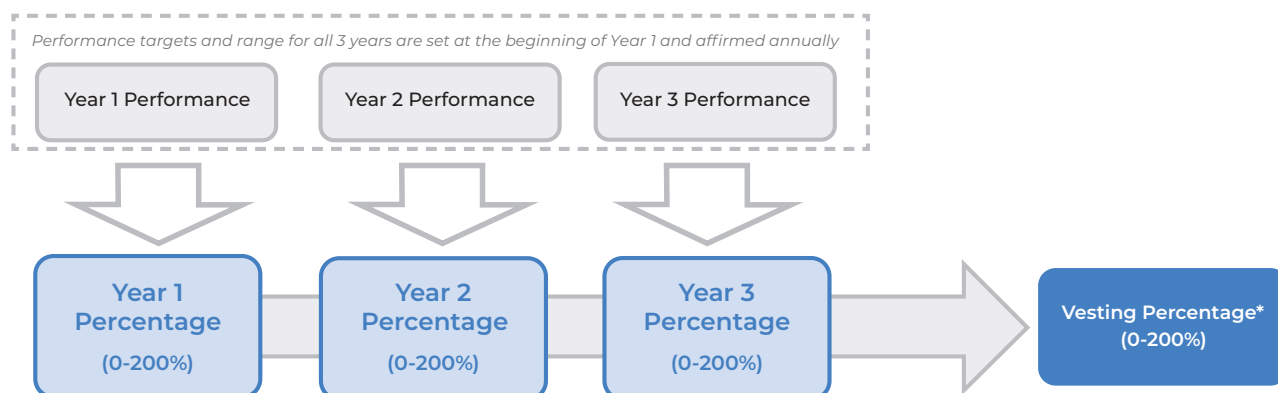 Performance targets and range for all 3 years are set at the beginning of Year 1 and affirmed annually
Year 1 Performance
Year 2 Performance
Year 3 Performance
Year 1
Percentage
(0-200%)
Year 2
Percentage
(0-200%)
Year 3
Percentage
(0-200%)
Vesting Percentage*
(0-200%)